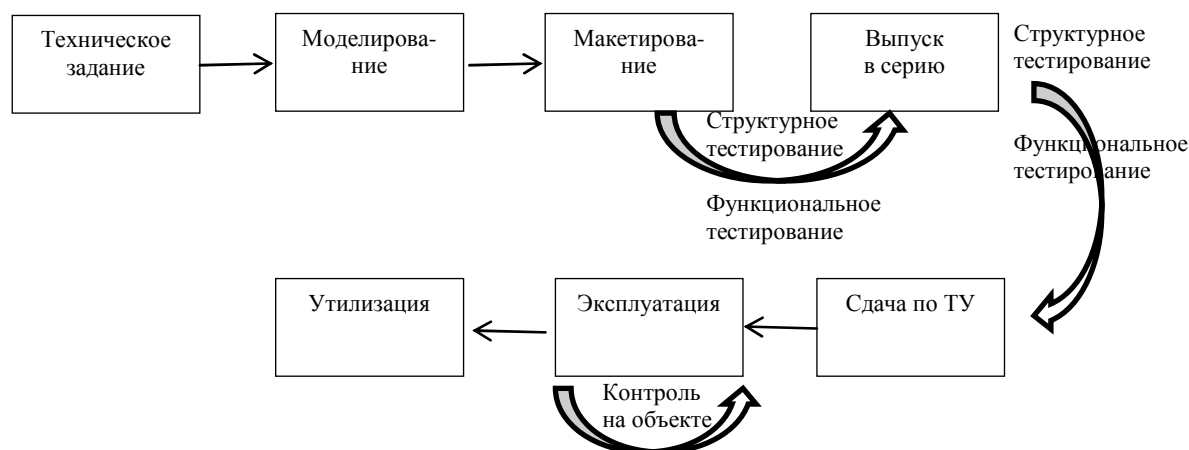 Техническое
задание
Моделирова-
ние
Макетирова-
ние
Выпуск
в серию
Структурное
тестирование
Структурное
тестирование
Функциональное
тестирование
Функциональное
тестирование
Утилизация
Эксплуатация
Сдача по ТУ
Контроль
на объекте